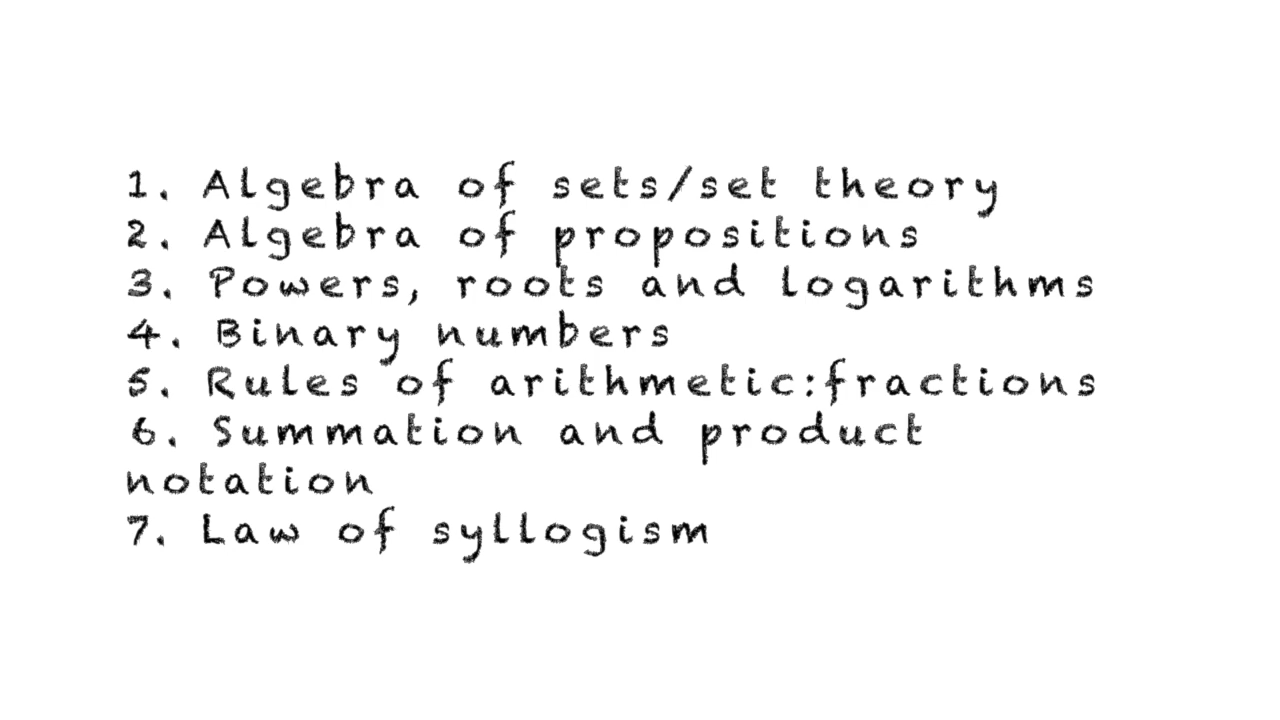 1. Algebra of sets/set theory
2. Algebra of propositions
3. Powers, roots and logarithms
4. Binary numbers
5. Rules of arithmetic:fractions
6. Summation and product
notation
7. Law of syllogism